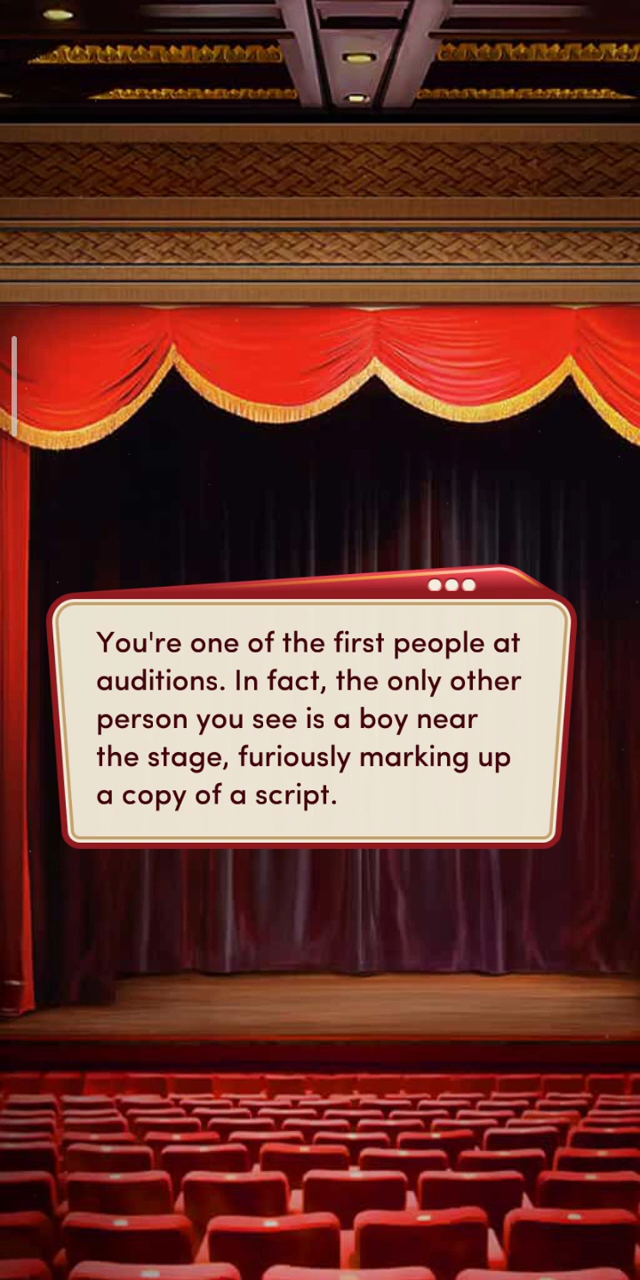 You're one of the first people at
auditions. In fact, the only other
person you see is a boy near
the stage, furiously marking up
a copy of a script.